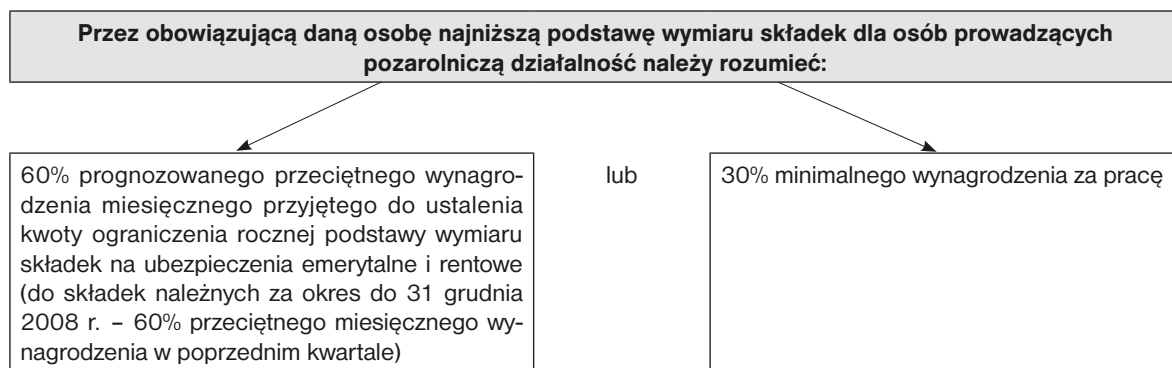 Przez obowiązującą daną osobę najniższą podstawę wymiaru składek dla osób prowadzących
pozarolniczą działalność należy rozumieć:
60% prognozowanego przeciętnego wynagro-
dzenia miesięcznego przyjętego do ustalenia
kwoty ograniczenia rocznej podstawy wymiaru
składek na ubezpieczenia emerytalne i rentowe
(do składek należnych za okres do 31 grudnia
2008 r. – 60% przeciętnego miesięcznego wy-
nagrodzenia w poprzednim kwartale)
lub
30% minimalnego wynagrodzenia za pracę